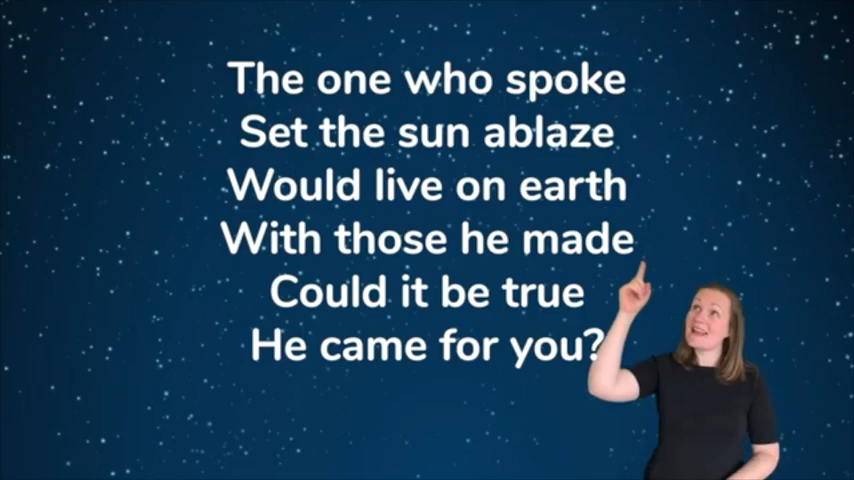 The one who spoke
Set the sun ablaze
Would live on earth
With those he made
Could it be true
He came for you?